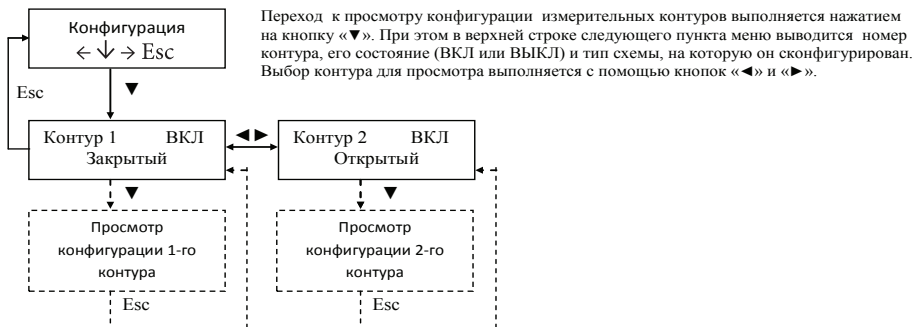 Конфигурация
← ↓ → Esc
Переход к просмотру конфигурации измерительных контуров выполняется нажатием
на кнопку «▼». При этом в верхней строке следующего пункта меню выводится номер
контура, его состояние (ВКЛ или ВЫКЛ) и тип схемы, на которую он сконфигурирован.
Выбор контура для просмотра выполняется с помощью кнопок «◄» и «►».
Esc
▼
Контур 1 ВКЛ
Закрытый
◄►
Контур 2 ВКЛ
Открытый
▼
▼
Просмотр
конфигурации 1-го
контура
Просмотр
конфигурации 2-го
контура
Esc
Esc